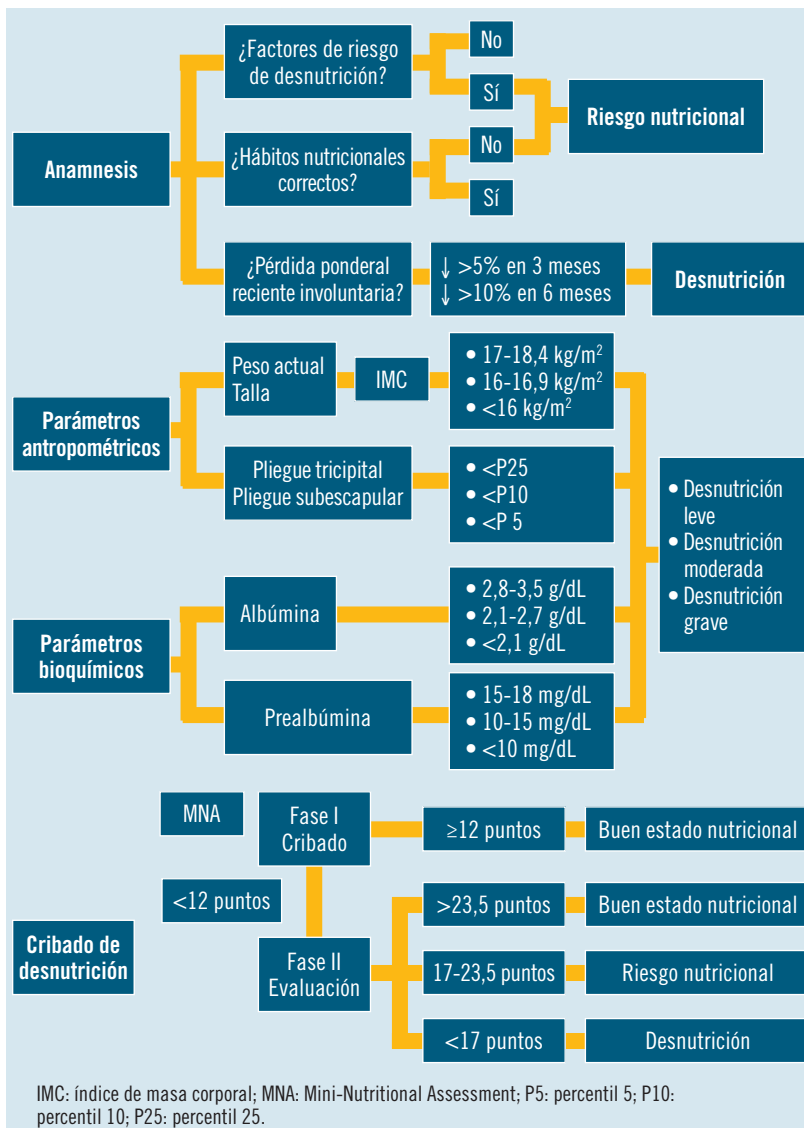 ¿Factores de riesgo
de desnutrición?
No
Sí
Riesgo nutricional
Anamnesis
¿Hábitos nutricionales
correctos?
No
Sí
¿Pérdida ponderal
reciente involuntaria?
↓ >5% en 3 meses
↓ >10% en 6 meses
Desnutrición
Parámetros
antropométricos
Peso actual
Talla
IMC
• 17-18,4 kg/m²
• 16-16,9 kg/m²
• <16 kg/m²
Pliegue tricipital
Pliegue subescapular
• <P25
• <P10
• <P 5
• Desnutrición
leve
• Desnutrición
moderada
• Desnutrición
grave
Parámetros
bioquímicos
Albúmina
• 2,8-3,5 g/dL
• 2,1-2,7 g/dL
• <2,1 g/dL
Prealbúmina
• 15-18 mg/dL
• 10-15 mg/dL
• <10 mg/dL
Cribado de
desnutrición
MNA
Fase I
Cribado
≥12 puntos
Buen estado nutricional
<12 puntos
Fase II
Evaluación
>23,5 puntos
Buen estado nutricional
17-23,5 puntos
Riesgo nutricional
<17 puntos
Desnutrición
IMC: índice de masa corporal; MNA: Mini-Nutritional Assessment; P5: percentil 5; P10:
percentil 10; P25: percentil 25.